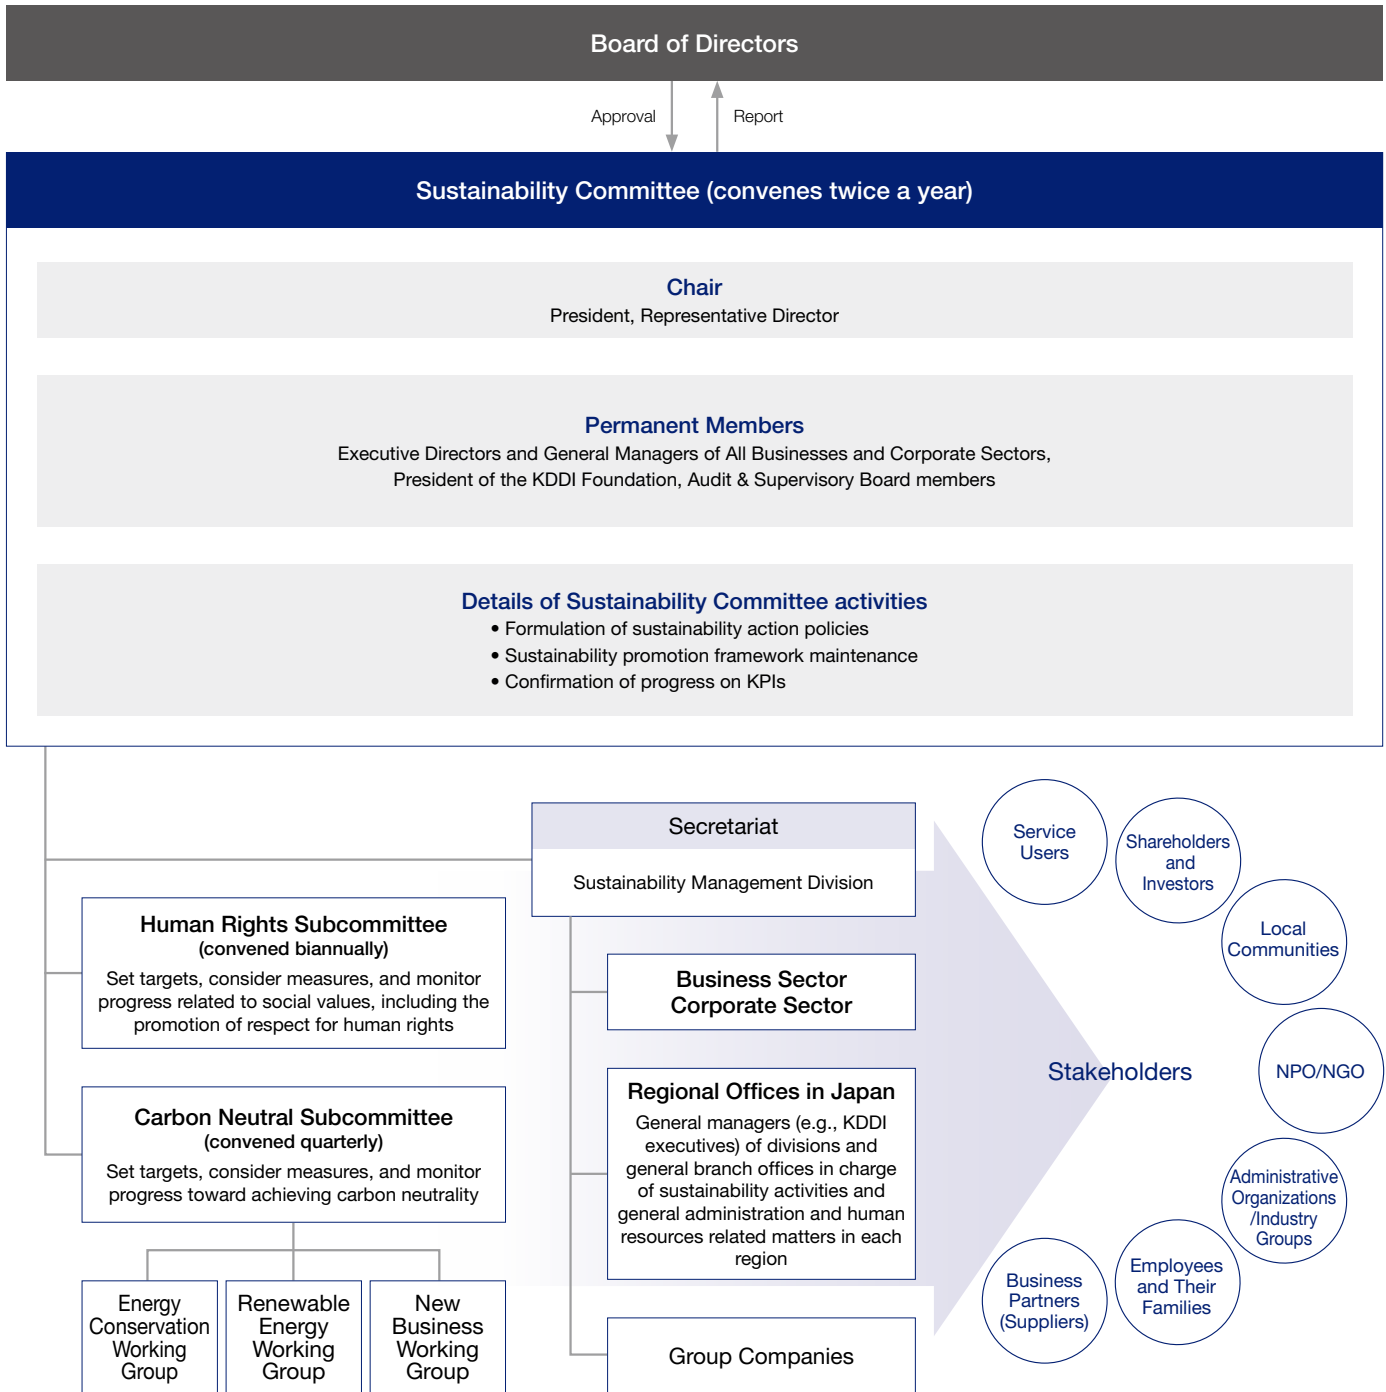 Board of Directors
Approval
Report
Sustainability Committee (convenes twice a year)
Chair
President, Representative Director
Permanent Members
Executive Directors and General Managers of All Businesses and Corporate Sectors,
President of the KDDI Foundation, Audit & Supervisory Board members
Details of Sustainability Committee activities
• Formulation of sustainability action policies
• Sustainability promotion framework maintenance
• Confirmation of progress on KPIs
Secretariat
Sustainability Management Division
Human Rights Subcommittee
(convened biannually)
Set targets, consider measures, and monitor
progress related to social values, including the
promotion of respect for human rights
Carbon Neutral Subcommittee
(convened quarterly)
Set targets, consider measures, and monitor
progress toward achieving carbon neutrality
Energy
Conservation
Working
Group
Renewable
Energy
Working
Group
New
Business
Working
Group
Business Sector
Corporate Sector
Regional Offices in Japan
General managers (e.g., KDDI
executives) of divisions and
general branch offices in charge
of sustainability activities and
general administration and human
resources related matters in each
region
Group Companies
Stakeholders
Service
Users
Shareholders
and
Investors
Local
Communities
NPO/NGO
Administrative
Organizations
/Industry
Groups
Employees
and Their
Families
Business
Partners
(Suppliers)